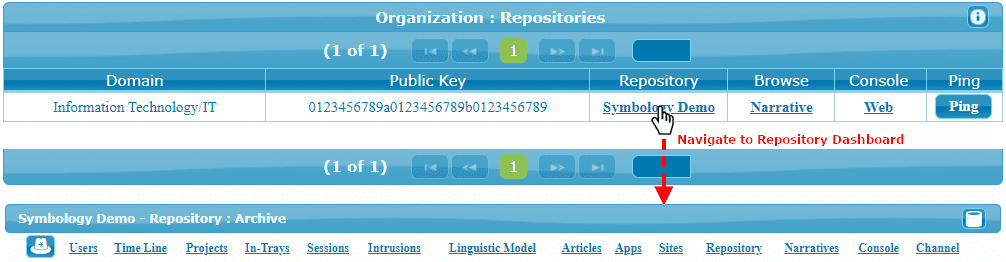 Organization : Repositories
(1 of 1) 1
Domain Public Key Repository Browse Console Ping
Information Technology/IT 0123456789a0123456789b0123456789 Symbology Demo Narrative Web Ping
Navigate to Repository Dashboard
(1 of 1) 1
Symbology Demo - Repository : Archive
Users Time Line Projects In-Trays Sessions Intrusions Linguistic Model Articles Apps Sites Repository Narratives Console Channel